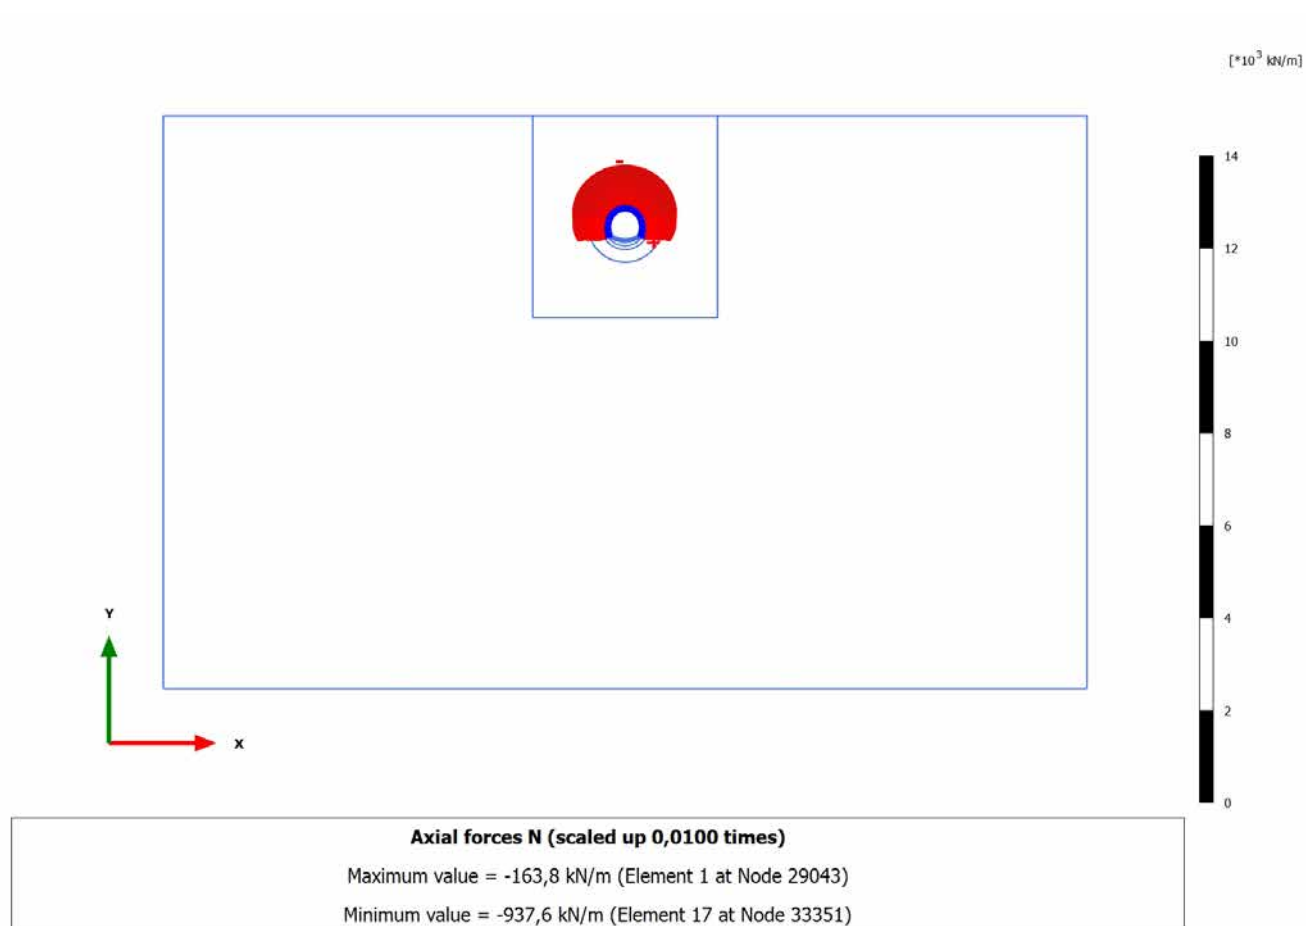 [*10³ kN/m]
14
12
10
8
6
4
2
0
-
+
Y
X
Axial forces N (scaled up 0,0100 times)
Maximum value = -163,8 kN/m (Element 1 at Node 29043)
Minimum value = -937,6 kN/m (Element 17 at Node 33351)